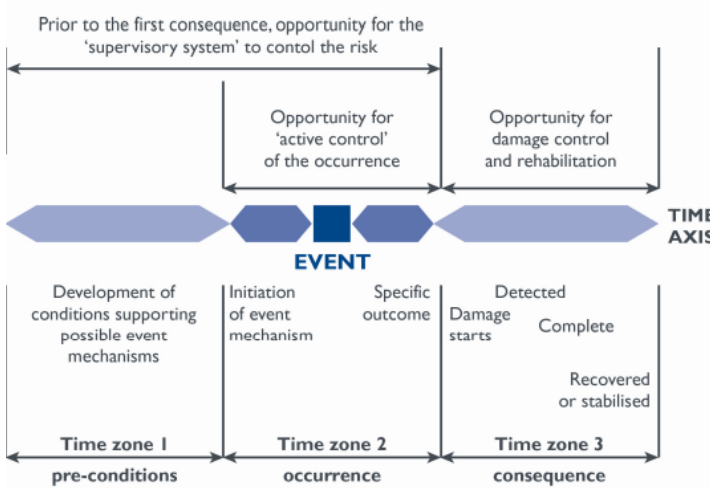 Prior to the first consequence, opportunity for the
‘supervisory system’ to contol the risk
Opportunity for
‘active control’
of the occurrence
Opportunity for
damage control
and rehabilitation
TIME
AXIS
EVENT
Development of
conditions supporting
possible event
mechanisms
Initiation
of event
mechanism
Specific
outcome
Detected
Damage
starts
Complete
Recovered
or stabilised
Time zone 1
pre-conditions
Time zone 2
occurrence
Time zone 3
consequence